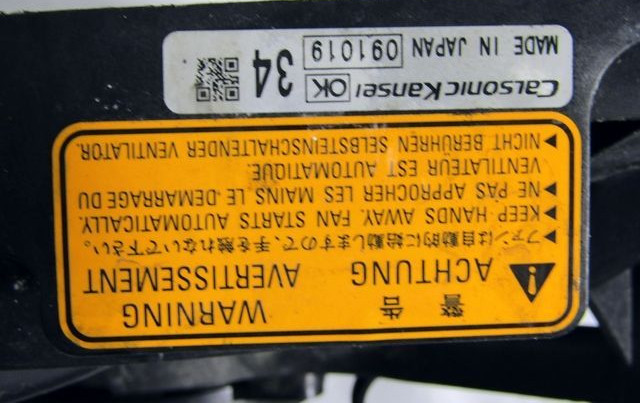 警告 WARNING
ACHTUNG AVERTISSEMENT
ファンは自動的に始動しますので、手を触れないで下さい。
KEEP HANDS AWAY. FAN STARTS AUTOMATICALLY.
NE PAS APPROCHER LES MAINS. LE DEMARRAGE DU
VENTILATEUR EST AUTOMATIQUE.
NICHT BERÜHREN SELBSTEINSCHALTENDER VENTILATOR.
CalsonicKansei OK 34
MADE IN JAPAN 091019